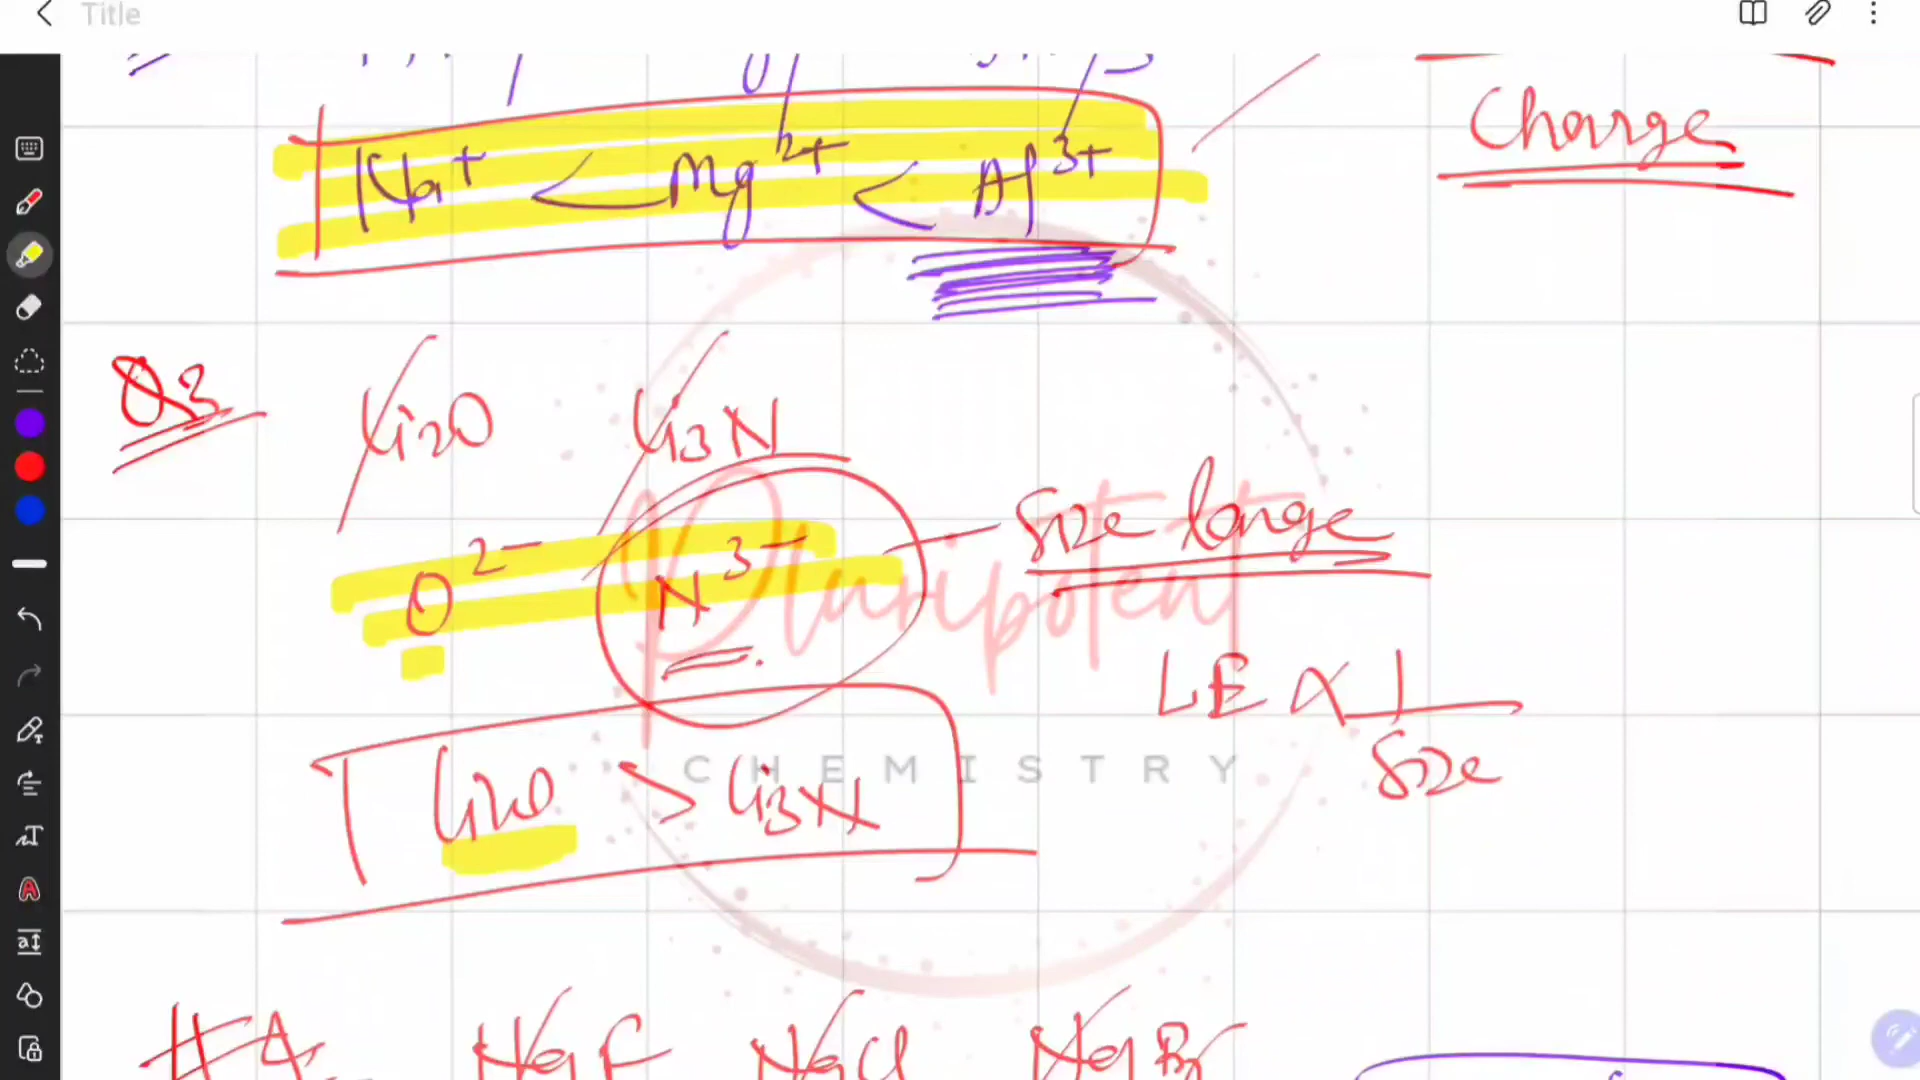 Title
Charge
Na+ < Mg2+ < Al3+
Q3 Li2O Li3N
O2- N3- size large
Pluripotent
LE ∝ 1/size
CHEMISTRY
Li2O > Li3N
#4 NaF NaCl NaBr